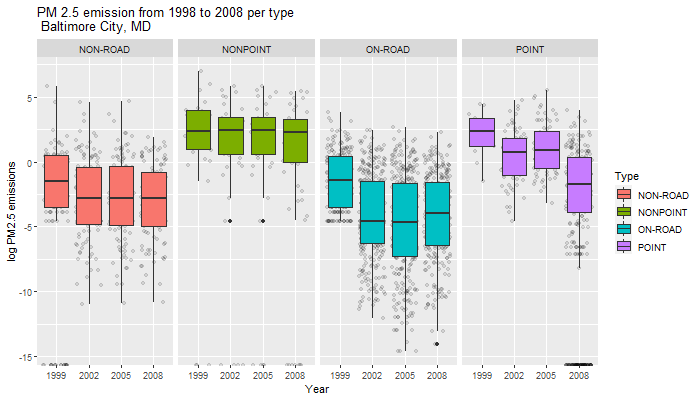 PM 2.5 emission from 1998 to 2008 per type
Baltimore City, MD
NON-ROAD NONPOINT ON-ROAD POINT
log PM2.5 emissions
5
0
-5
-10
-15
1999 2002 2005 2008 1999 2002 2005 2008 1999 2002 2005 2008 1999 2002 2005 2008
Year
Type
NON-ROAD
NONPOINT
ON-ROAD
POINT